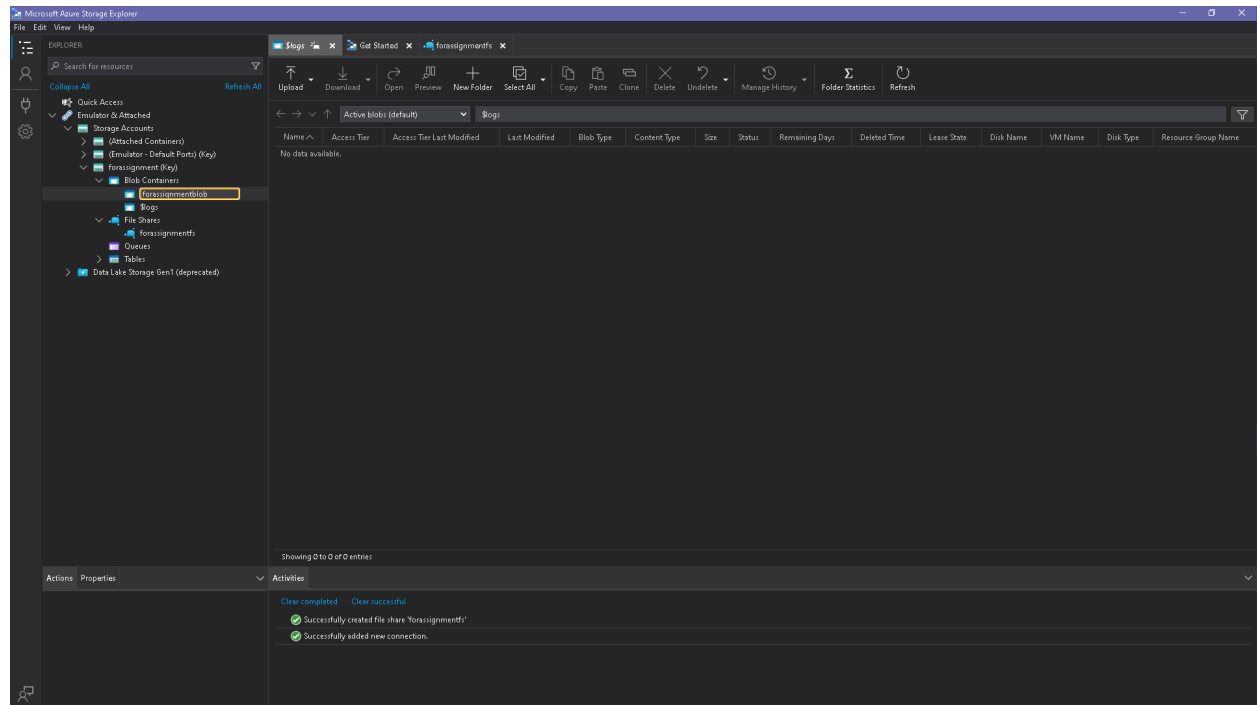 Microsoft Azure Storage Explorer
File Edit View Help
EXPLORER
Search for resources
Collapse All Refresh All
Quick Access
Emulator & Attached
Storage Accounts
(Attached Containers)
(Emulator - Default Ports) (Key)
forassignment (Key)
Blob Containers
forassignmentblob
$logs
File Shares
forassignmentfs
Queues
Tables
Data Lake Storage Gen1 (deprecated)
Actions Properties
$logs Get Started forassignmentfs
Upload Download Open Preview New Folder Select All Copy Paste Clone Delete Undelete Manage History Folder Statistics Refresh
Active blobs (default) $logs
Name Access Tier Access Tier Last Modified Last Modified Blob Type Content Type Size Status Remaining Days Deleted Time Lease State Disk Name VM Name Disk Type Resource Group Name
No data available.
Showing 0 to 0 of 0 entries
Activities
Clear completed Clear successful
Successfully created file share 'forassignmentfs'
Successfully added new connection.